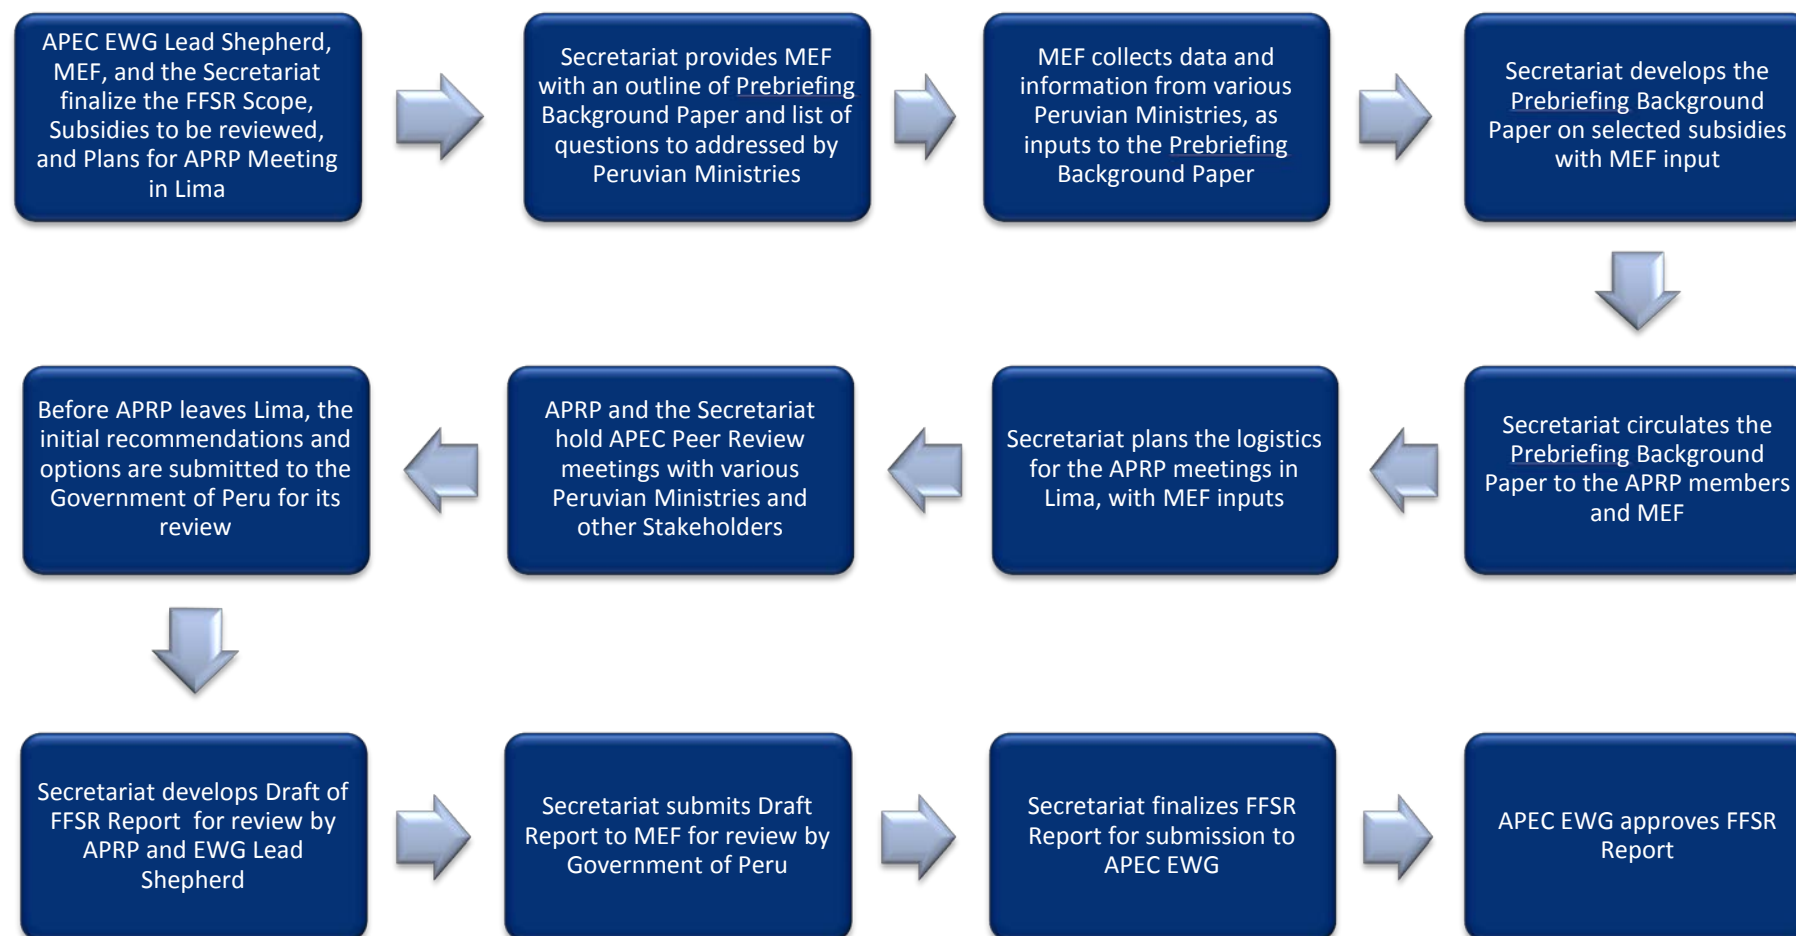 APEC EWG Lead Shepherd,
MEF, and the Secretariat
finalize the FFSR Scope,
Subsidies to be reviewed,
and Plans for APRP Meeting
in Lima
Secretariat provides MEF
with an outline of Prebriefing
Background Paper and list of
questions to addressed by
Peruvian Ministries
MEF collects data and
information from various
Peruvian Ministries, as
inputs to the Prebriefing
Background Paper
Secretariat develops the
Prebriefing Background
Paper on selected subsidies
with MEF input
Secretariat circulates the
Prebriefing Background
Paper to the APRP members
and MEF
Secretariat plans the logistics
for the APRP meetings in
Lima, with MEF inputs
APRP and the Secretariat
hold APEC Peer Review
meetings with various
Peruvian Ministries and
other Stakeholders
Before APRP leaves Lima, the
initial recommendations and
options are submitted to the
Government of Peru for its
review
Secretariat develops Draft of
FFSR Report  for review by
APRP and EWG Lead
Shepherd
Secretariat submits Draft
Report to MEF for review by
Government of Peru
Secretariat finalizes FFSR
Report for submission to
APEC EWG
APEC EWG approves FFSR
Report